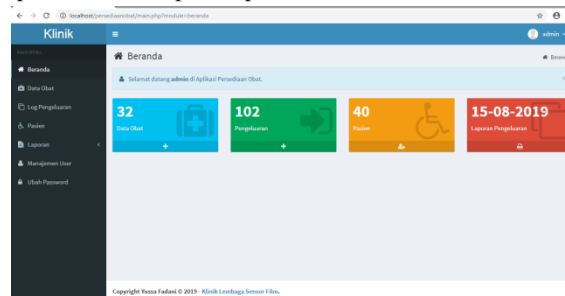 localhost/persediaanobat/main.php?module=beranda
Klinik
admin
Beranda
Beranda
Selamat datang admin di Aplikasi Persediaan Obat.
Beranda
Data Obat
Log Pengeluaran
Pasien
Laporan
Manajemen User
Ubah Password
32
Data Obat
102
Pengeluaran
40
Pasien
15-08-2019
Laporan Pengeluaran
Copyright Yossa Fadani © 2019 - Klinik Lembaga Sensor Film.